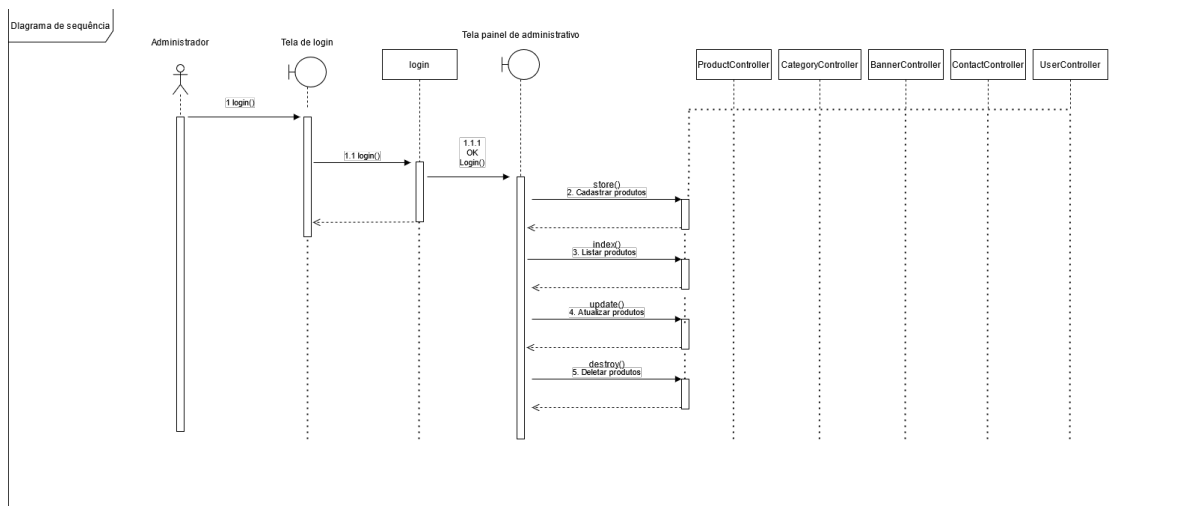 DIagrama de sequência
Administrador
Tela de login
login
Tela painel de administrativo
ProductController
CategoryController
BannerController
ContactController
UserController
1 login()
1.1 login()
1.1.1
OK
Login()
store()
2. Cadastrar produtos
index()
3. Listar produtos
update()
4. Atualizar produtos
destroy()
5. Deletar produtos